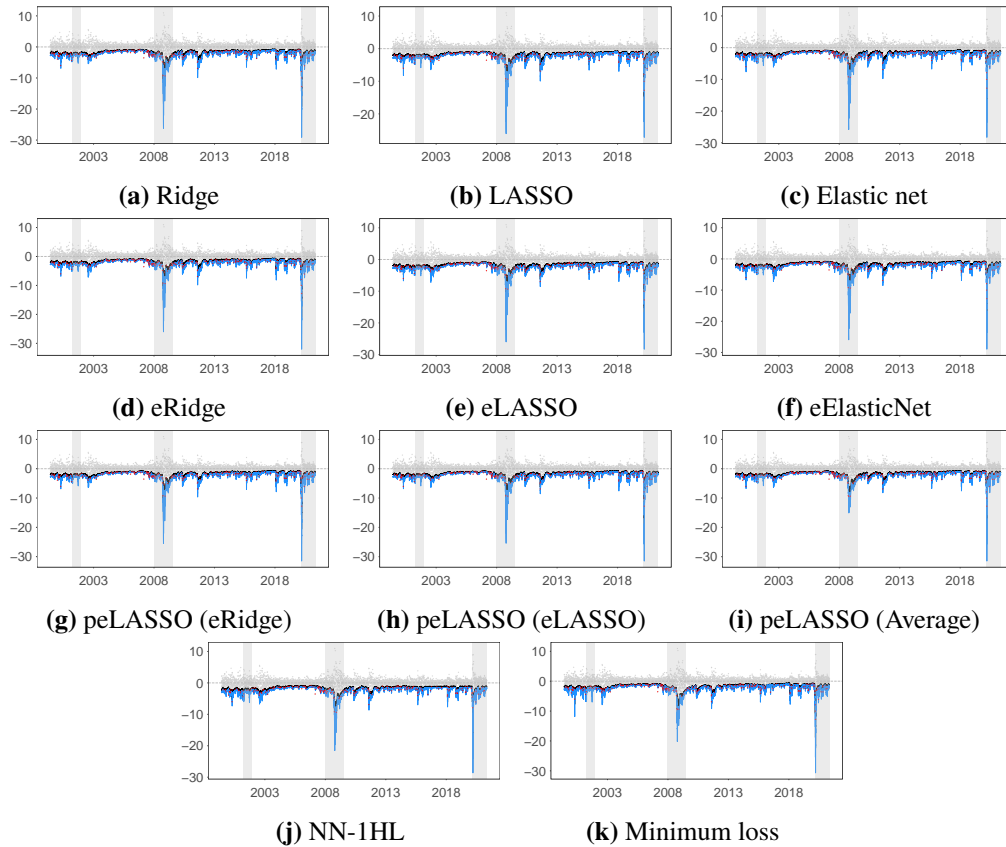 10
0
−10
−20
−30
2003 2008 2013 2018
(a) Ridge
10
0
−10
−20
2003 2008 2013 2018
(b) LASSO
10
0
−10
−20
−30
2003 2008 2013 2018
(c) Elastic net
10
0
−10
−20
−30
2003 2008 2013 2018
(d) eRidge
10
0
−10
−20
−30
2003 2008 2013 2018
(e) eLASSO
10
0
−10
−20
−30
2003 2008 2013 2018
(f) eElasticNet
10
0
−10
−20
−30
2003 2008 2013 2018
(g) peLASSO (eRidge)
10
0
−10
−20
−30
2003 2008 2013 2018
(h) peLASSO (eLASSO)
10
0
−10
−20
−30
2003 2008 2013 2018
(i) peLASSO (Average)
10
0
−10
−20
−30
2003 2008 2013 2018
(j) NN-1HL
10
0
−10
−20
−30
2003 2008 2013 2018
(k) Minimum loss